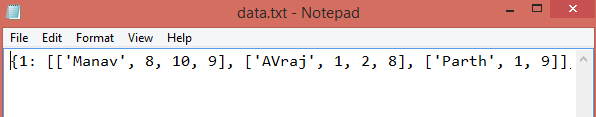 data.txt - Notepad
File Edit Format View Help
{1: [['Manav', 8, 10, 9], ['AVraj', 1, 2, 8], ['Parth', 1, 9]],